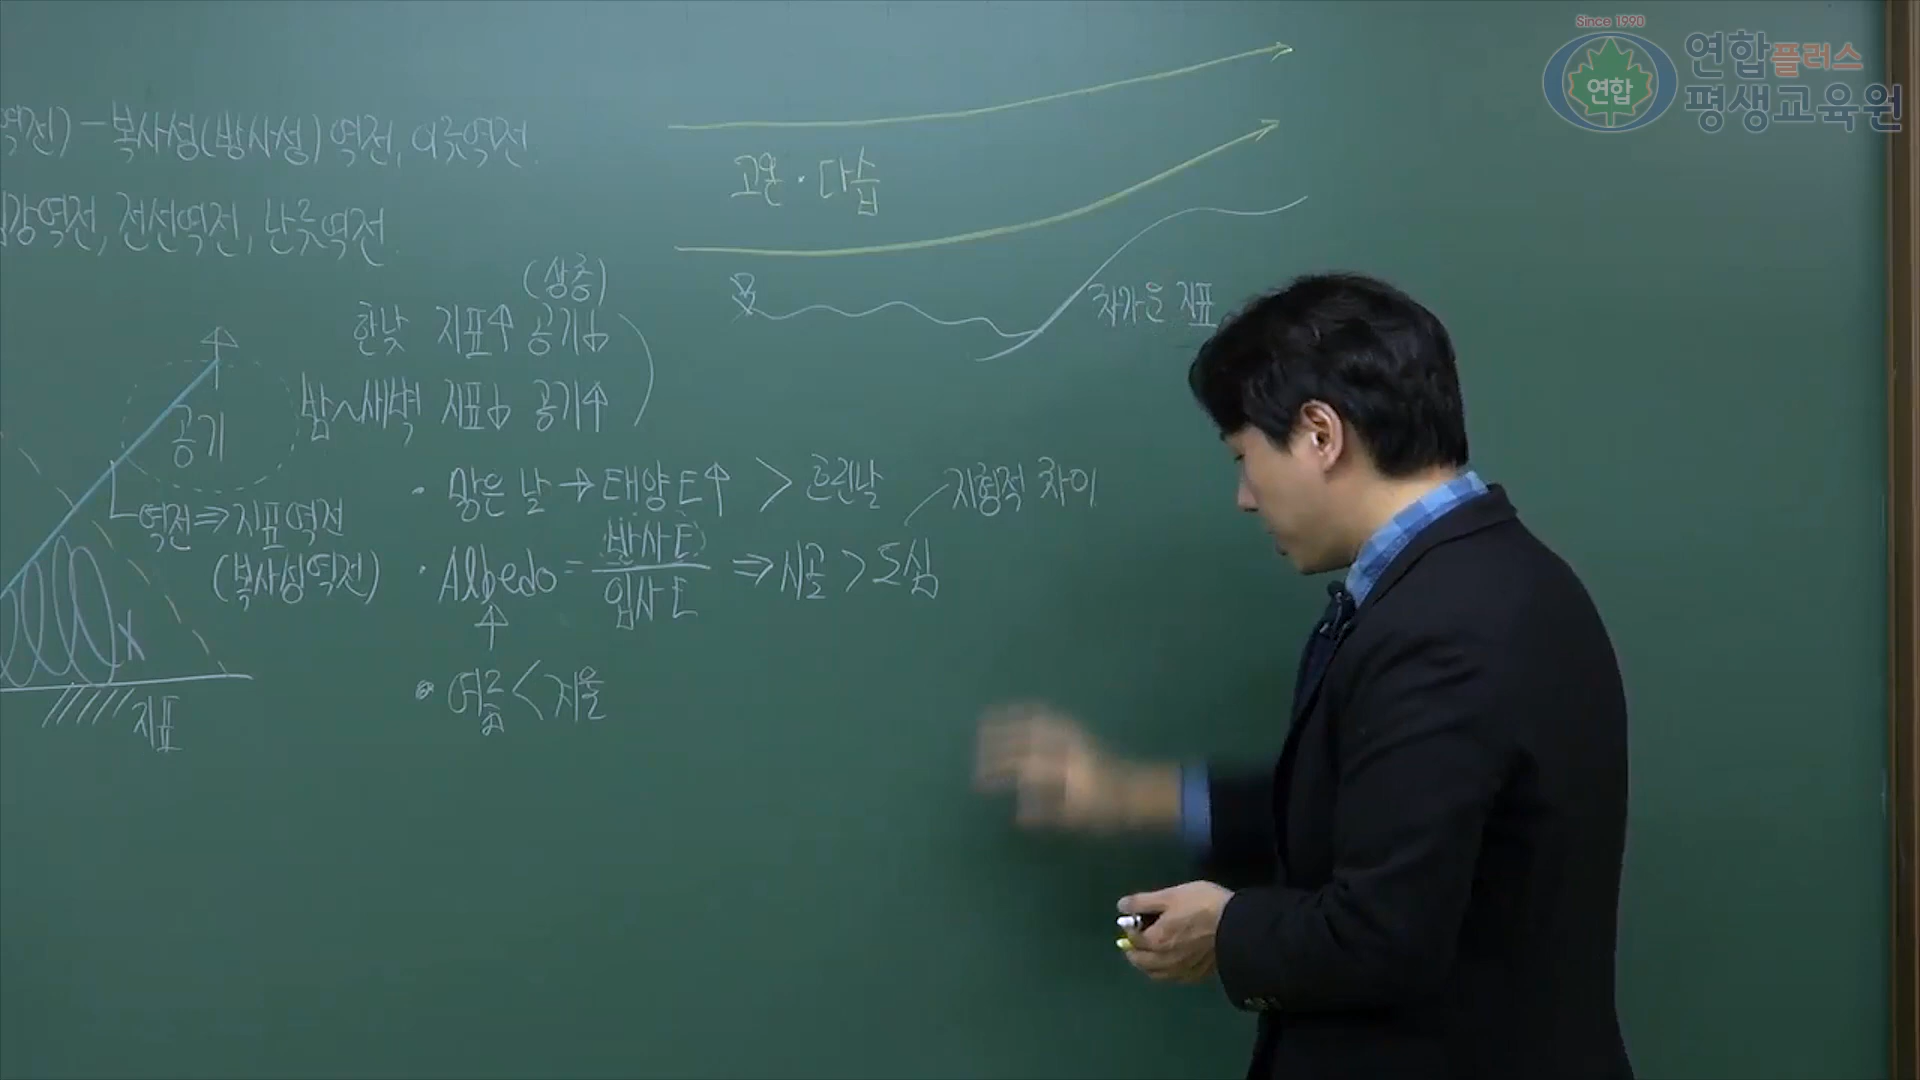 Since 1990
연합
연합플러스
평생교육원
역전) - 복사성(방사성) 역전, 이류역전.
강역전, 전선역전, 난류역전.
고온·다습
차가운 지표
(상층)
한낮 지표↑ 공기↓
밤~새벽 지표↓ 공기↑
공기
역전⇒지표역전
(복사성역전)
x
지표
· 맑은 날 → 태양E↑ > 흐린날
지형적 차이
· Albedo = 반사E / 입사E ⇒ 시골 > 도심
↑
· 여름 < 겨울